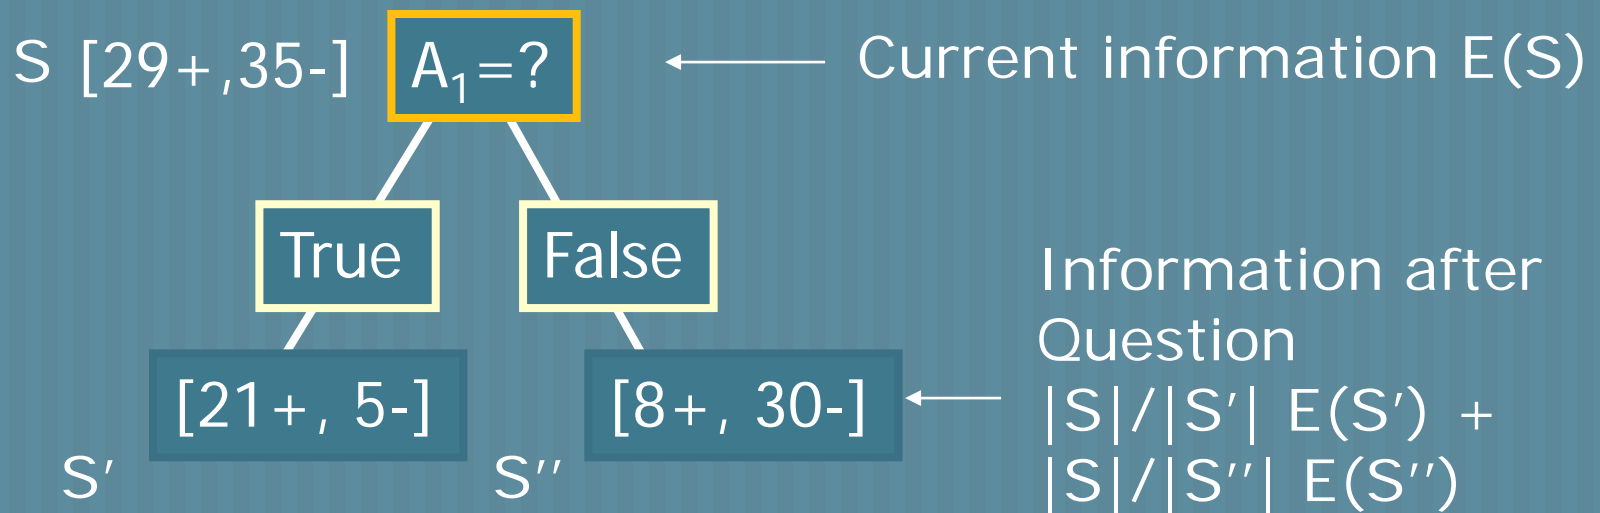 S [29+,35-] A₁=? Current information E(S)
True False
Information after
Question
[21+, 5-] [8+, 30-] |S|/|S'| E(S') +
S' S'' |S|/|S''| E(S'')